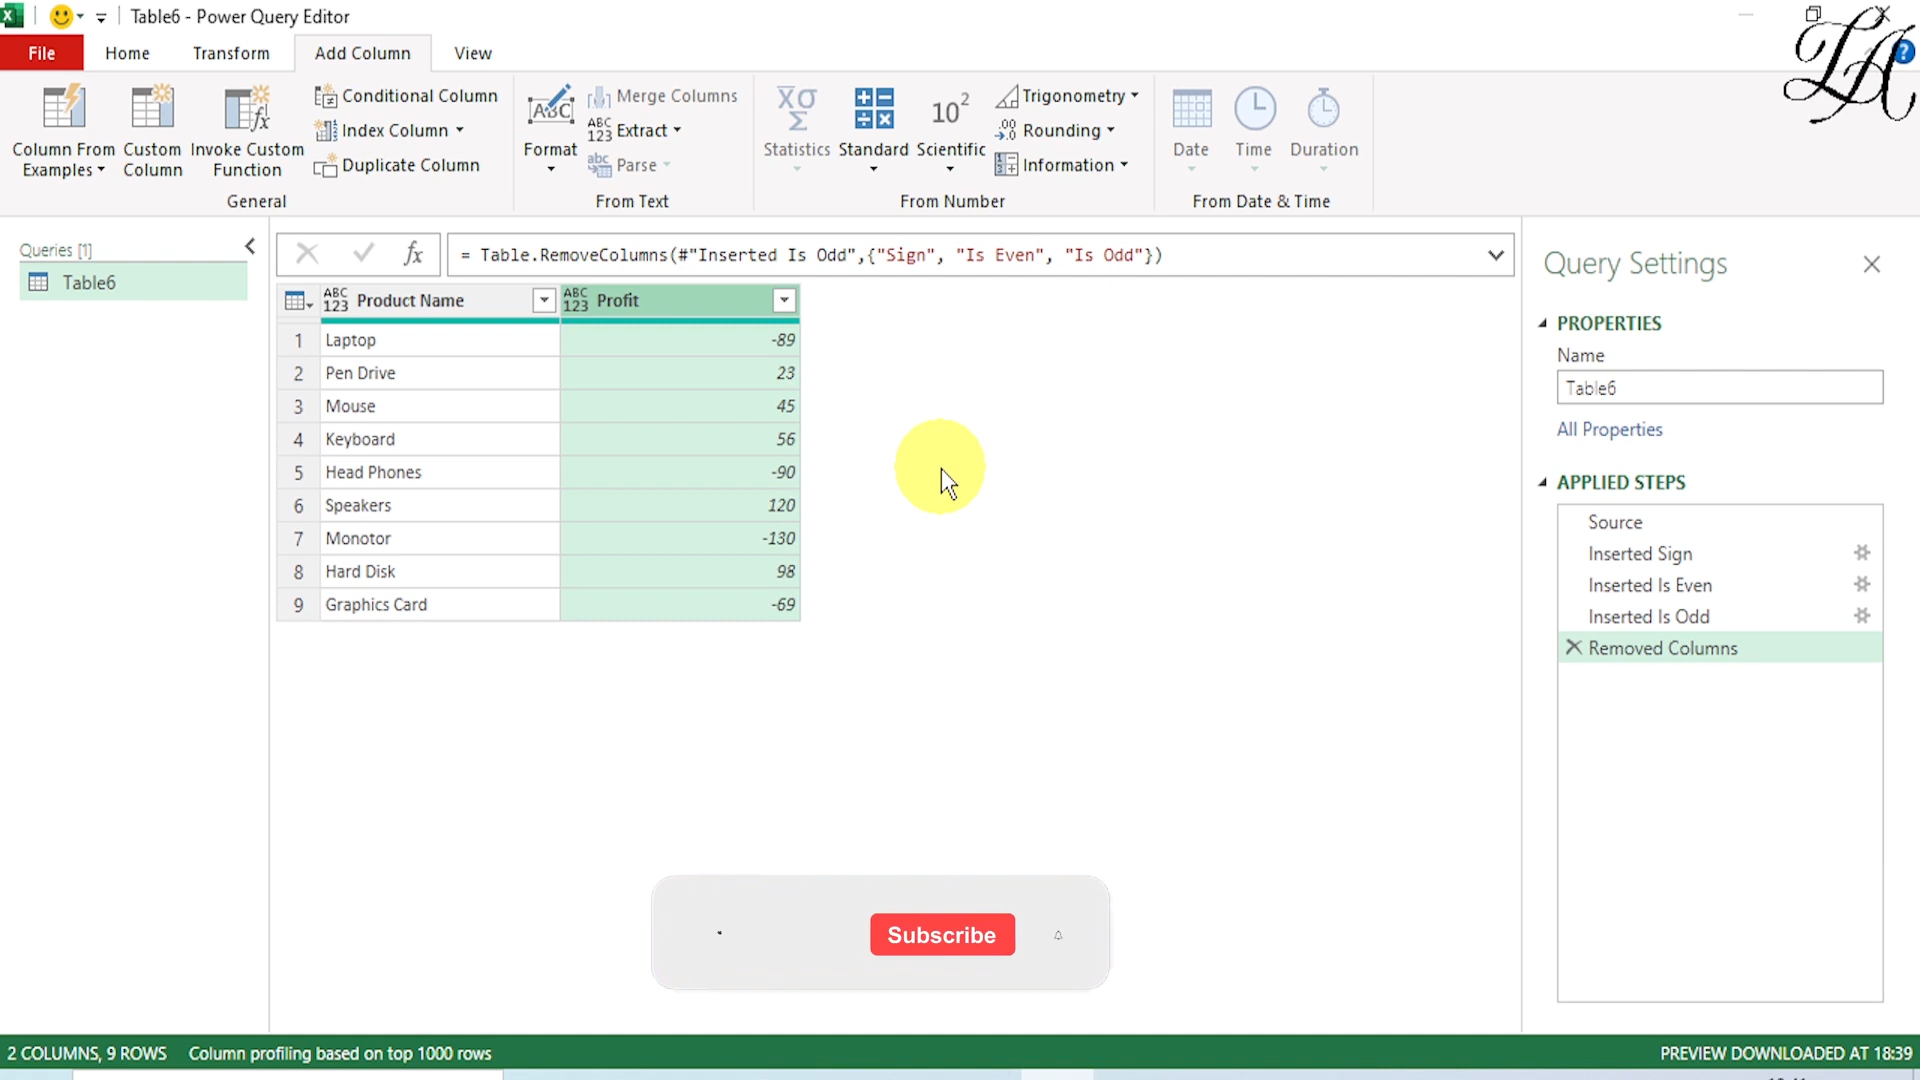 Table6 - Power Query Editor
File Home Transform Add Column View
Column From Examples
Custom Column
Invoke Custom Function
Conditional Column
Index Column
Duplicate Column
General
Format
Merge Columns
Extract
Parse
From Text
Statistics
Standard
Scientific
Trigonometry
Rounding
Information
From Number
Date
Time
Duration
From Date & Time
LA
Queries [1]
Table6
= Table.RemoveColumns(#"Inserted Is Odd",{"Sign", "Is Even", "Is Odd"})
ABC 123 Product Name ABC 123 Profit
1 Laptop -89
2 Pen Drive 23
3 Mouse 45
4 Keyboard 56
5 Head Phones -90
6 Speakers 120
7 Monotor -130
8 Hard Disk 98
9 Graphics Card -69
Query Settings
PROPERTIES
Name
Table6
All Properties
APPLIED STEPS
Source
Inserted Sign
Inserted Is Even
Inserted Is Odd
Removed Columns
Subscribe
2 COLUMNS, 9 ROWS Column profiling based on top 1000 rows
PREVIEW DOWNLOADED AT 18:39